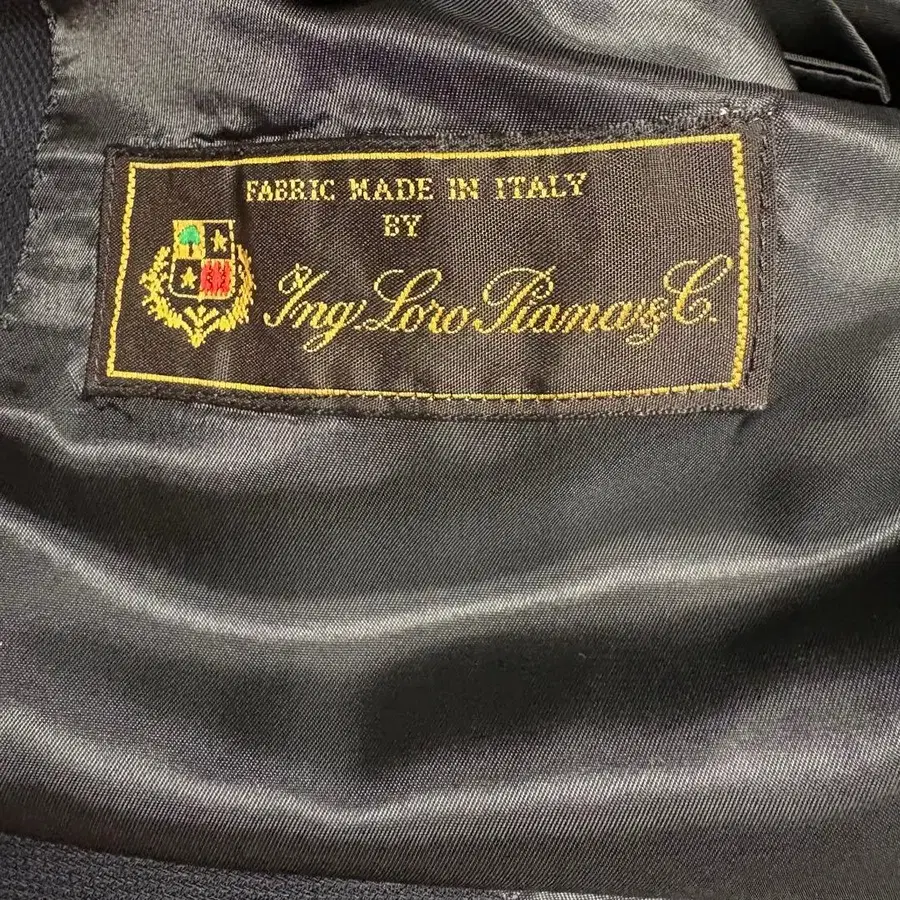 FABRIC MADE IN ITALY
BY
Ing Loro Piana & C.